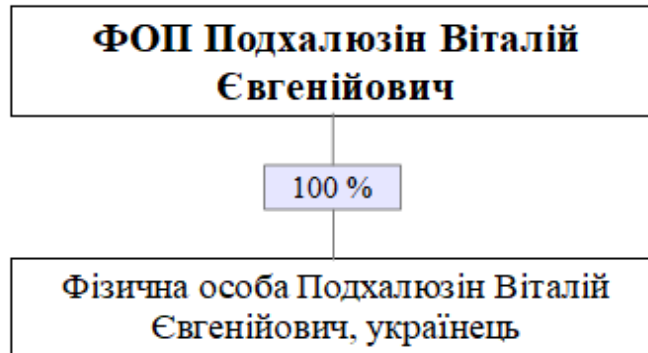 ФОП Подхалюзін Віталій
Євгенійович
100 %
Фізична особа Подхалюзін Віталій
Євгенійович, українець